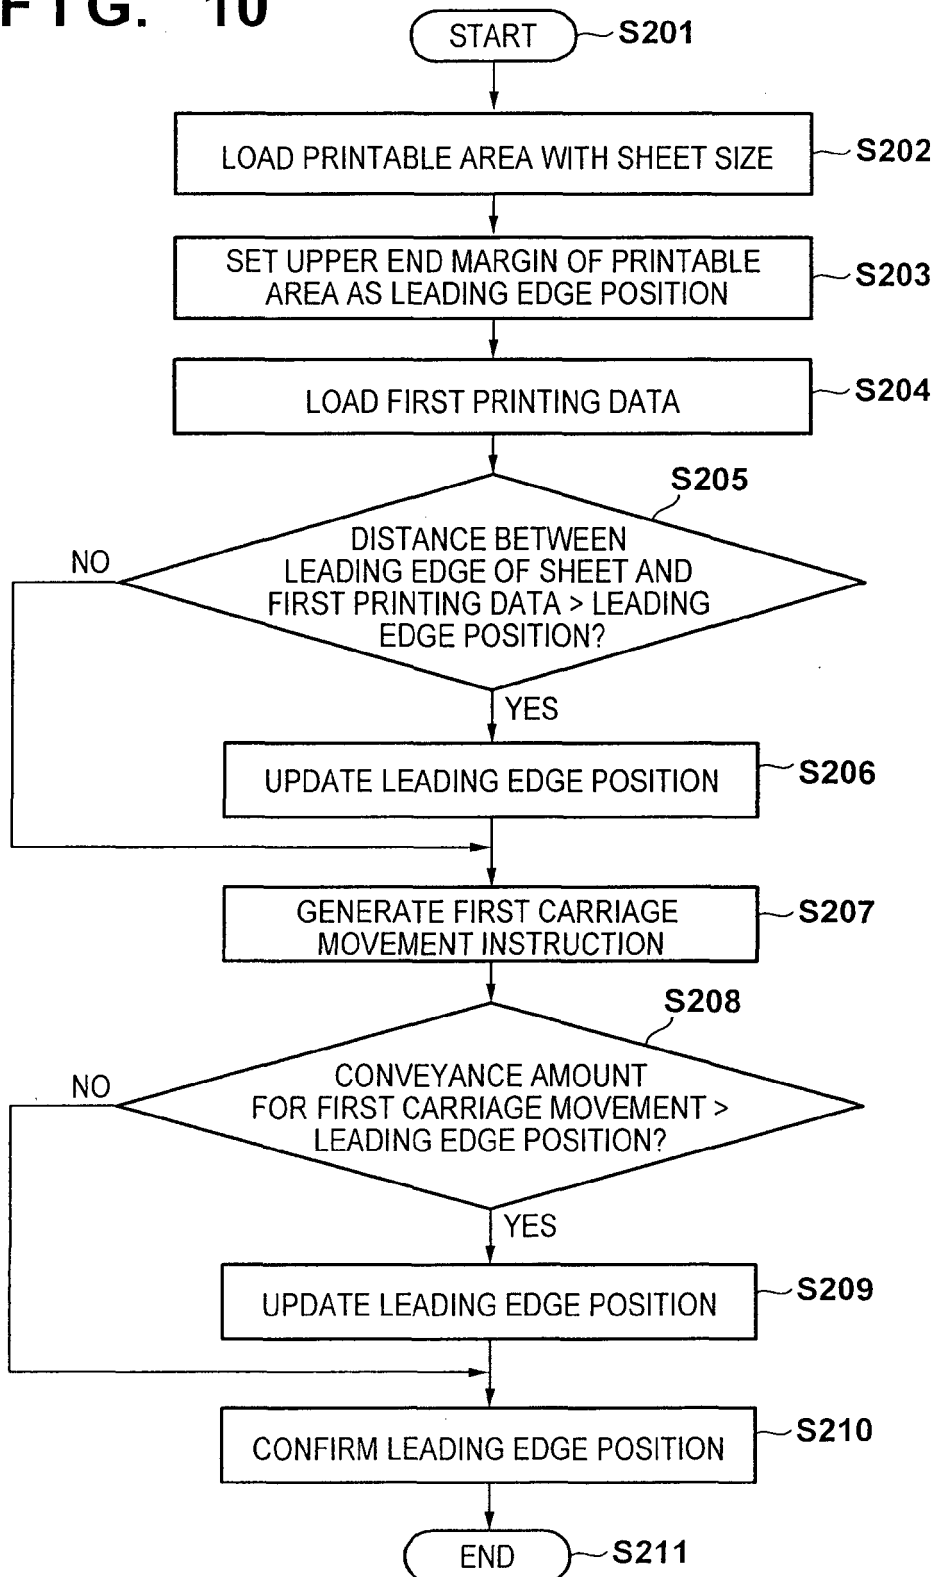 FIG. 10
START
S201
LOAD PRINTABLE AREA WITH SHEET SIZE
S202
SET UPPER END MARGIN OF PRINTABLE
AREA AS LEADING EDGE POSITION
S203
LOAD FIRST PRINTING DATA
S204
S205
DISTANCE BETWEEN
LEADING EDGE OF SHEET AND
FIRST PRINTING DATA > LEADING
EDGE POSITION?
NO
YES
UPDATE LEADING EDGE POSITION
S206
GENERATE FIRST CARRIAGE
MOVEMENT INSTRUCTION
S207
S208
CONVEYANCE AMOUNT
FOR FIRST CARRIAGE MOVEMENT >
LEADING EDGE POSITION?
NO
YES
UPDATE LEADING EDGE POSITION
S209
CONFIRM LEADING EDGE POSITION
S210
END
S211